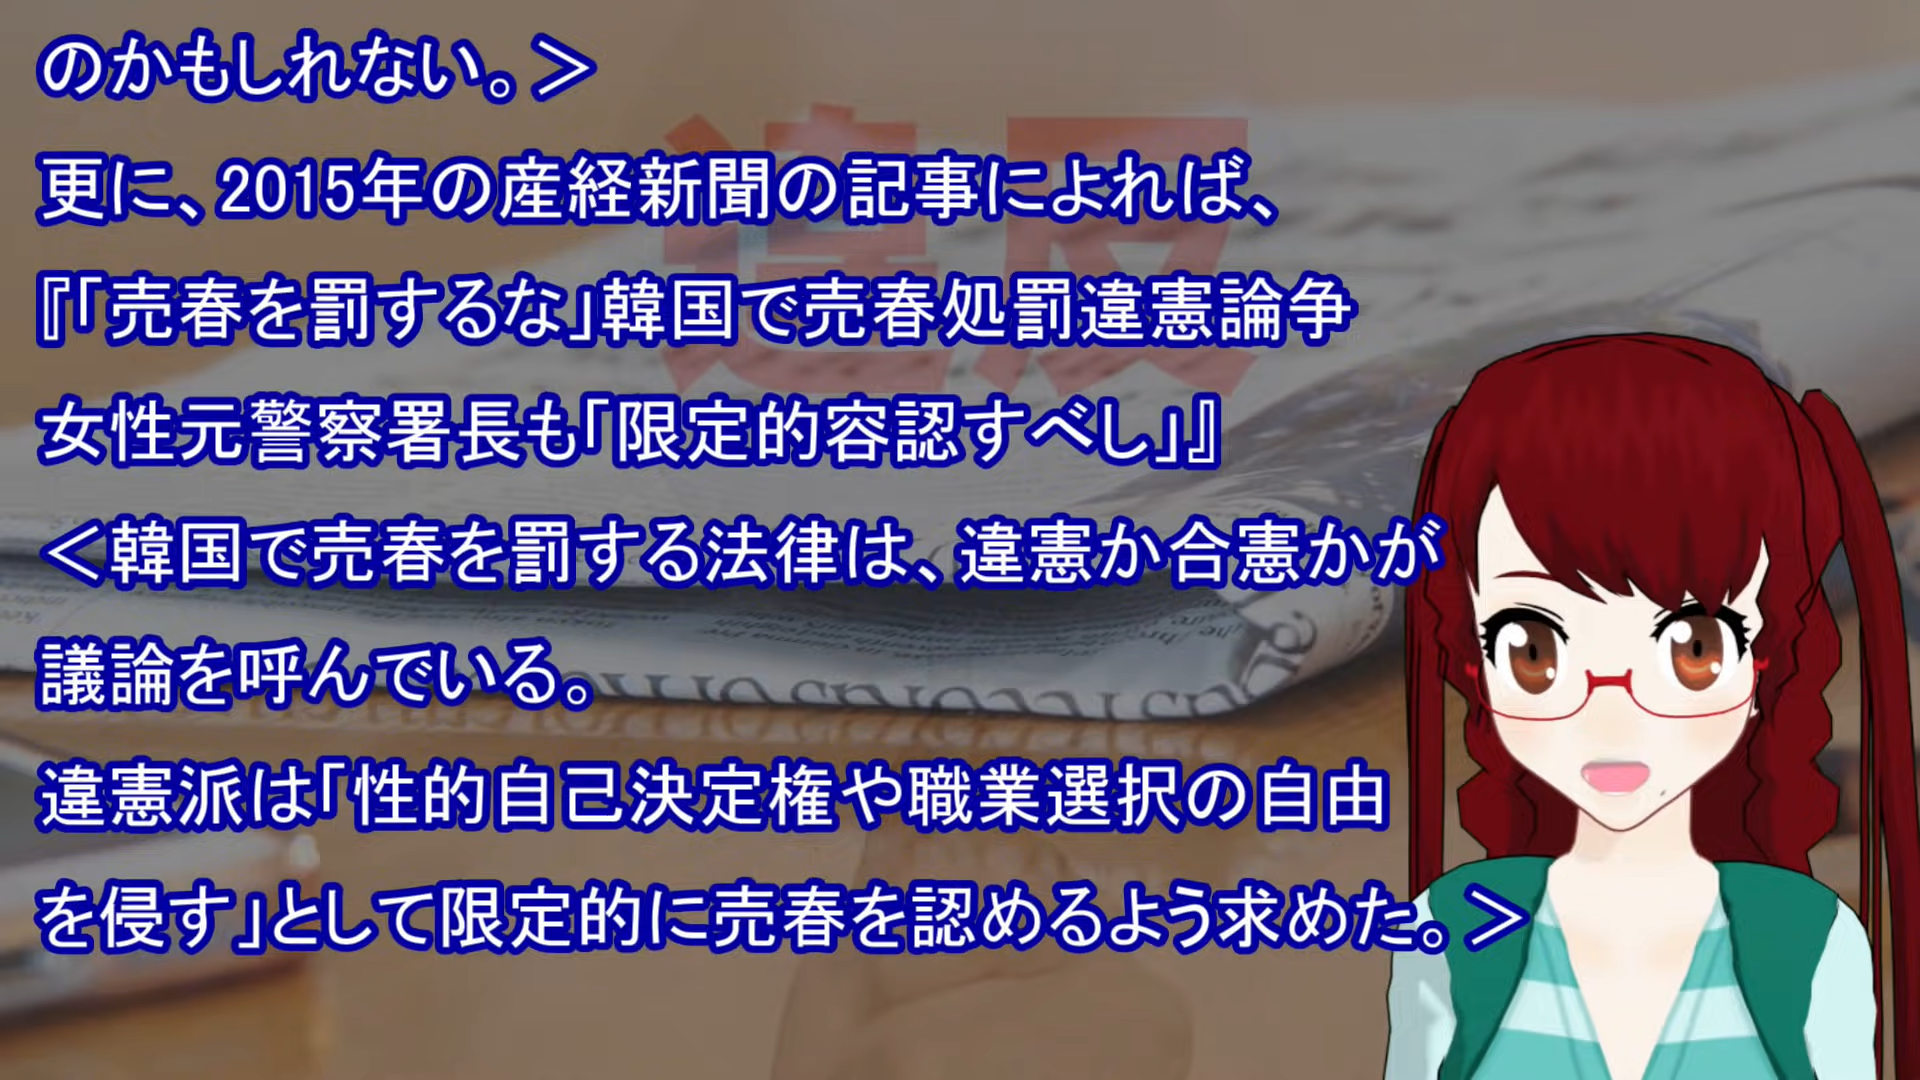 のかもしれない。＞
更に、2015年の産経新聞の記事によれば、
『「売春を罰するな」韓国で売春処罰違憲論争
女性元警察署長も「限定的容認すべし」』
＜韓国で売春を罰する法律は、違憲か合憲かが
議論を呼んでいる。
違憲派は「性的自己決定権や職業選択の自由
を侵す」として限定的に売春を認めるよう求めた。＞
違反